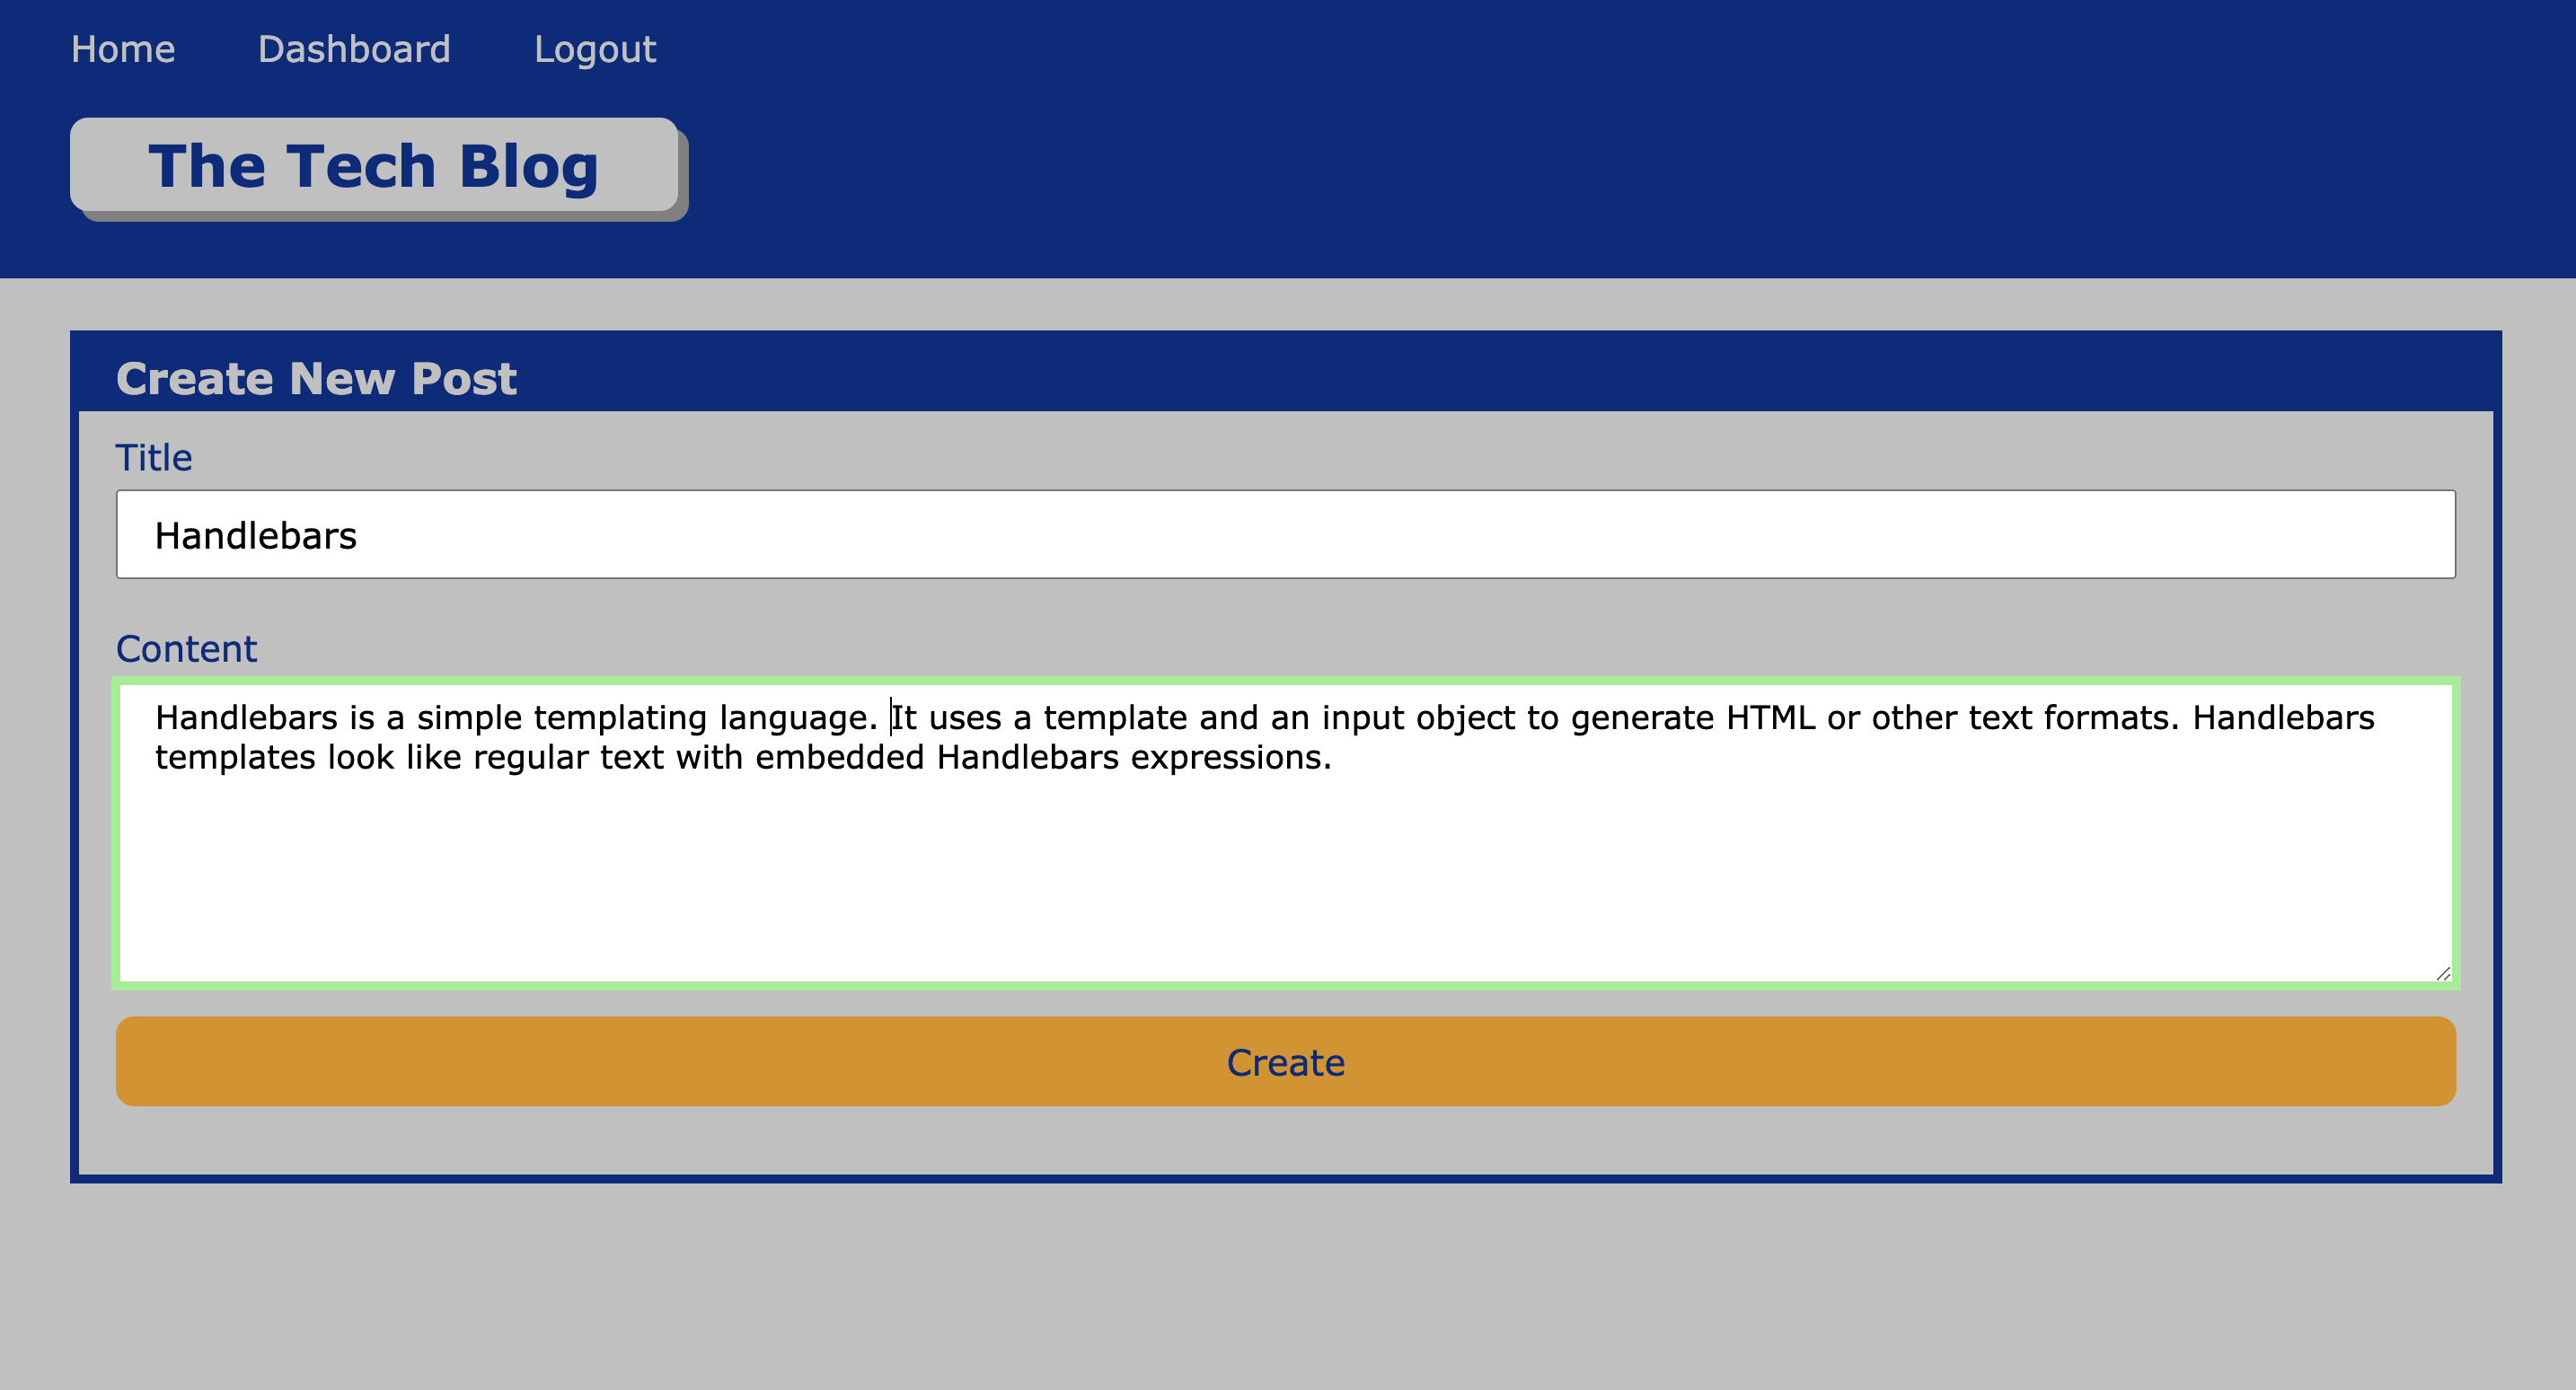 Home Dashboard Logout
The Tech Blog
Create New Post
Title
Handlebars
Content
Handlebars is a simple templating language. It uses a template and an input object to generate HTML or other text formats. Handlebars
templates look like regular text with embedded Handlebars expressions.
Create